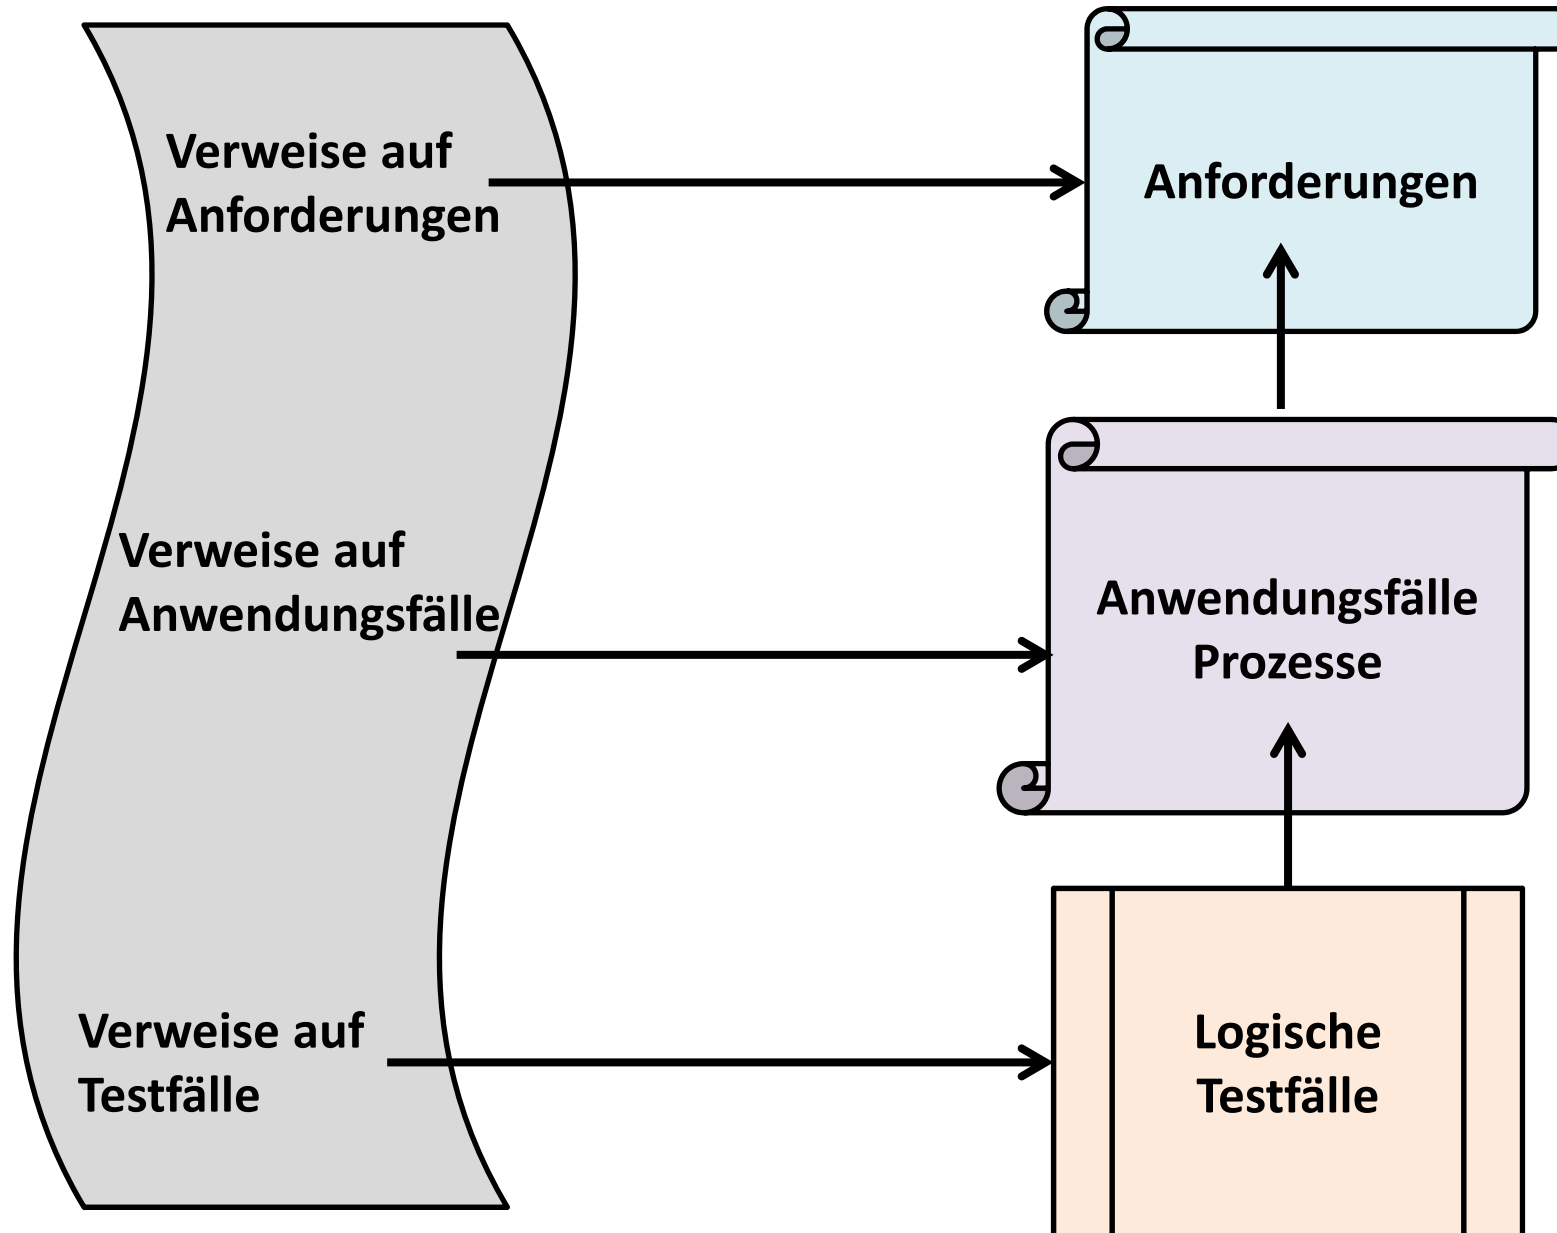 Verweise auf
Anforderungen
Anforderungen
Verweise auf
Anwendungsfälle
Anwendungsfälle
Prozesse
Verweise auf
Testfälle
Logische
Testfälle